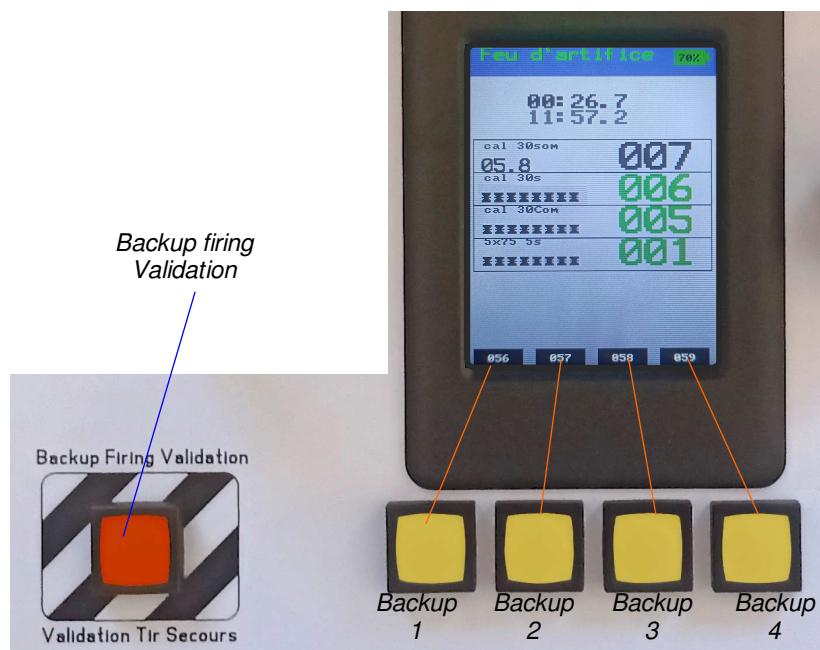 Feu d'artifice 70%
00:26.7
11:57.2
cal 30som
05.8 007
cal 30s
006
cal 30Com
005
5x75 5s
001
Backup firing
Validation
056 057 058 059
Backup Firing Validation
Validation Tir Secours
Backup
1
Backup
2
Backup
3
Backup
4